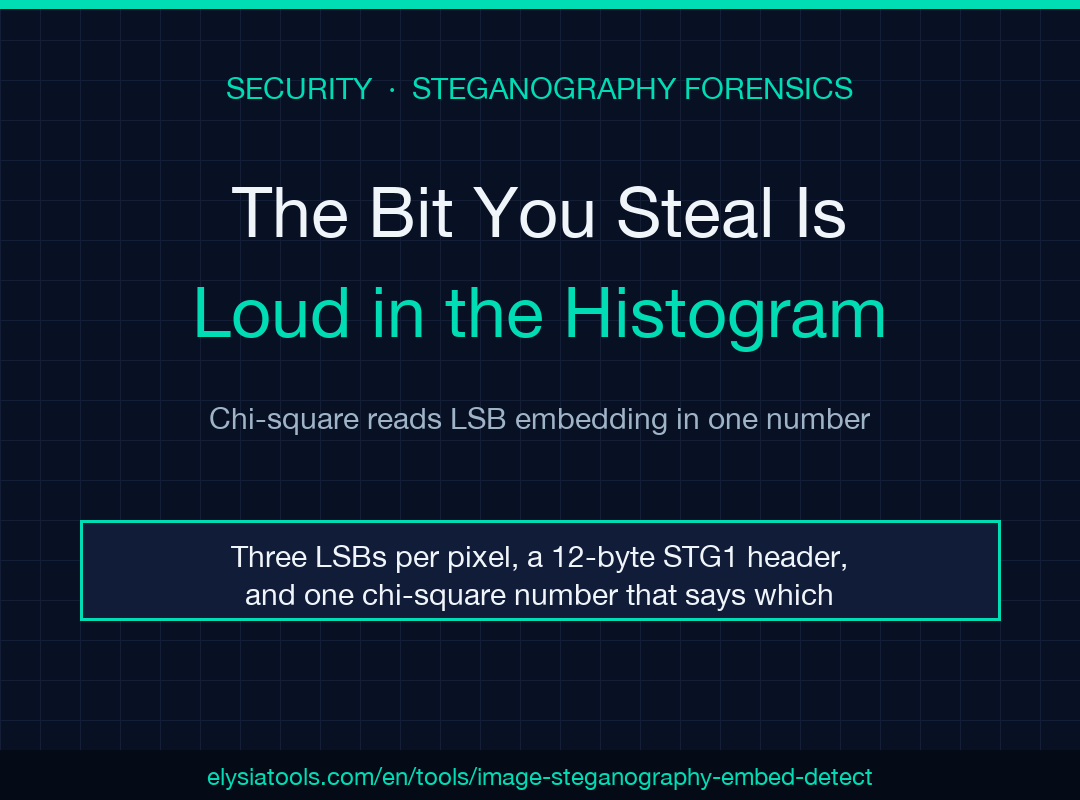 SECURITY · STEGANOGRAPHY FORENSICS
The Bit You Steal Is
Loud in the Histogram
Chi-square reads LSB embedding in one number
Three LSBs per pixel, a 12-byte STG1 header,
and one chi-square number that says which
elysiatools.com/en/tools/image-steganography-embed-detect